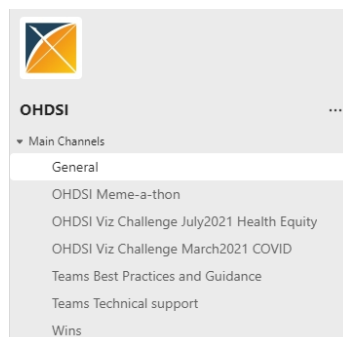 OHDSI
...
Main Channels
General
OHDSI Meme-a-thon
OHDSI Viz Challenge July2021 Health Equity
OHDSI Viz Challenge March2021 COVID
Teams Best Practices and Guidance
Teams Technical support
Wins